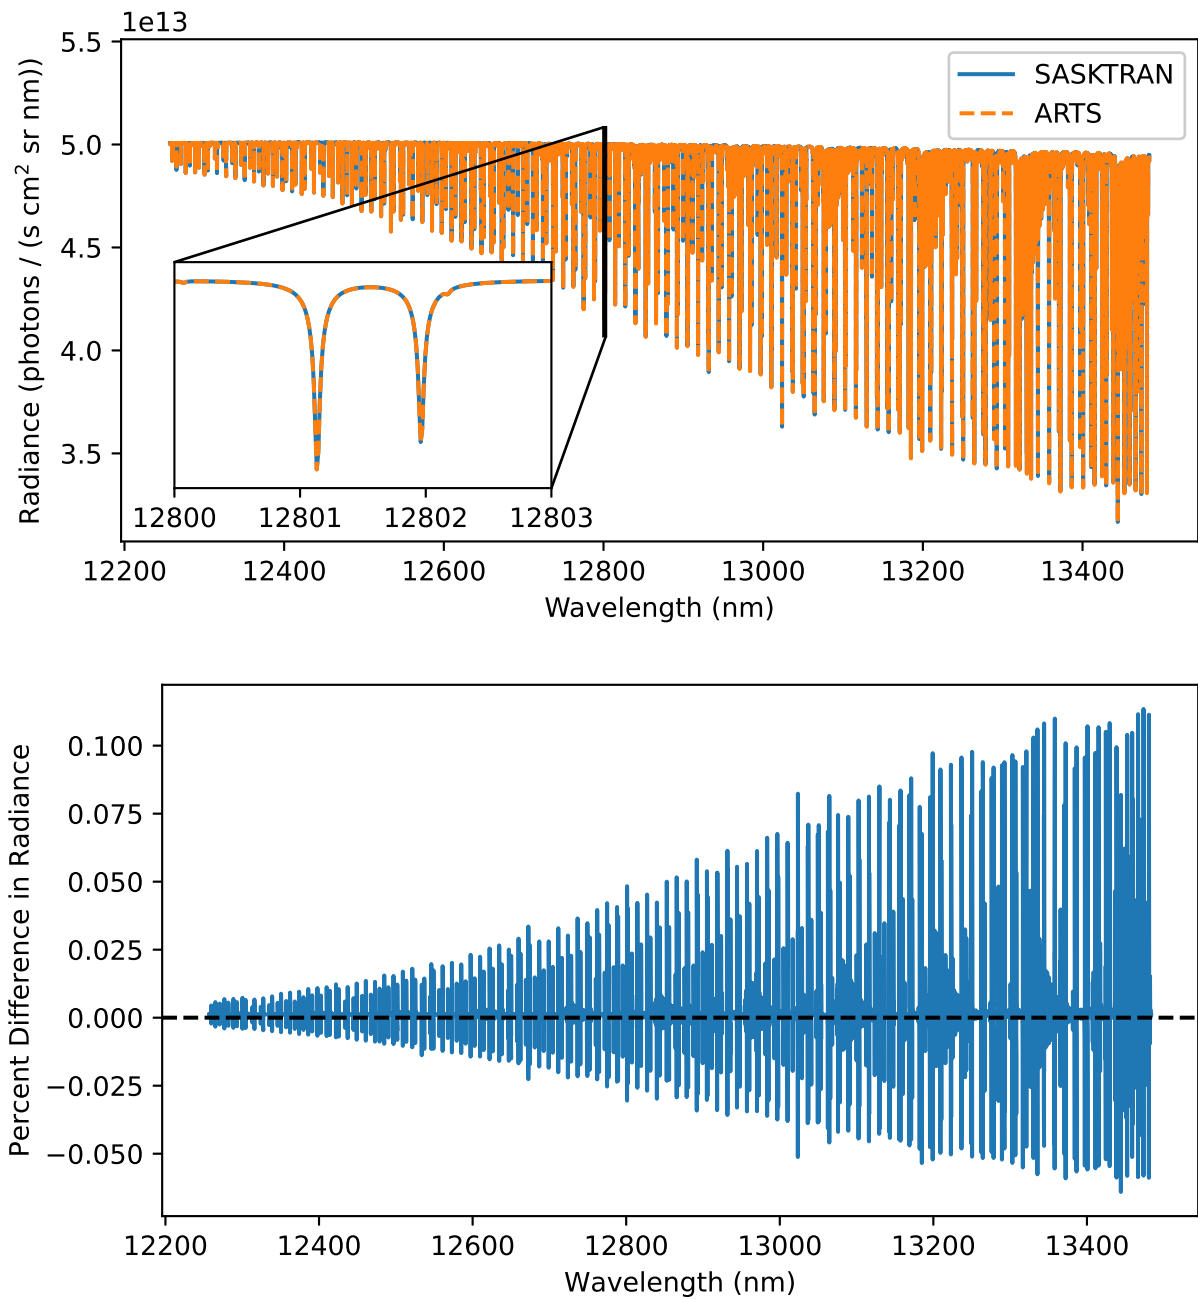 1e13
5.5
5.0
4.5
4.0
3.5
Radiance (photons / (s cm² sr nm))
SASKTRAN
ARTS
12800 12801 12802 12803
12200 12400 12600 12800 13000 13200 13400
Wavelength (nm)
0.100
0.075
0.050
0.025
0.000
−0.025
−0.050
Percent Difference in Radiance
12200 12400 12600 12800 13000 13200 13400
Wavelength (nm)